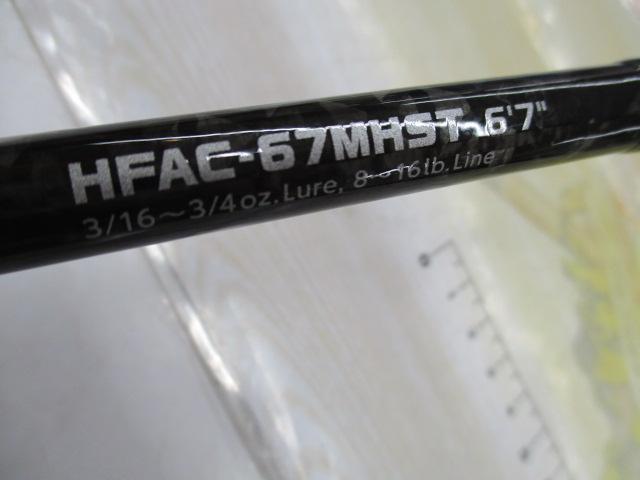 HFAC-67MHST 6'7"
3/16~3/4oz.Lure, 8~16lb.Line